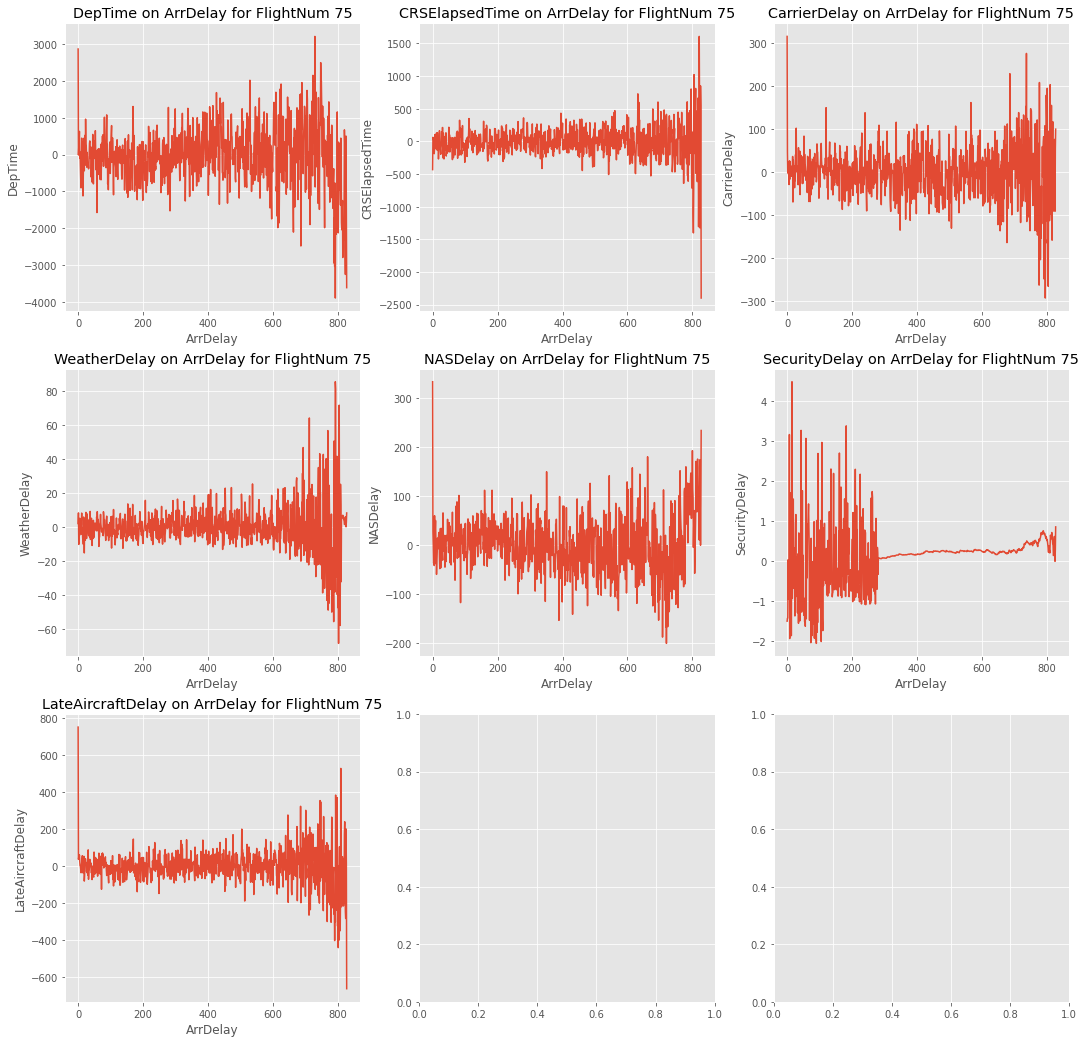 DepTime on ArrDelay for FlightNum 75
3000
2000
1000
0
−1000
−2000
−3000
−4000
DepTime
0 200 400 600 800
ArrDelay
CRSElapsedTime on ArrDelay for FlightNum 75
1500
1000
500
0
−500
−1000
−1500
−2000
−2500
CRSElapsedTime
0 200 400 600 800
ArrDelay
CarrierDelay on ArrDelay for FlightNum 75
300
200
100
0
−100
−200
−300
CarrierDelay
0 200 400 600 800
ArrDelay
WeatherDelay on ArrDelay for FlightNum 75
80
60
40
20
0
−20
−40
−60
WeatherDelay
0 200 400 600 800
ArrDelay
NASDelay on ArrDelay for FlightNum 75
300
200
100
0
−100
−200
NASDelay
0 200 400 600 800
ArrDelay
SecurityDelay on ArrDelay for FlightNum 75
4
3
2
1
0
−1
−2
SecurityDelay
0 200 400 600 800
ArrDelay
LateAircraftDelay on ArrDelay for FlightNum 75
800
600
400
200
0
−200
−400
−600
LateAircraftDelay
0 200 400 600 800
ArrDelay
1.0
0.8
0.6
0.4
0.2
0.0
0.0 0.2 0.4 0.6 0.8 1.0
1.0
0.8
0.6
0.4
0.2
0.0
0.0 0.2 0.4 0.6 0.8 1.0